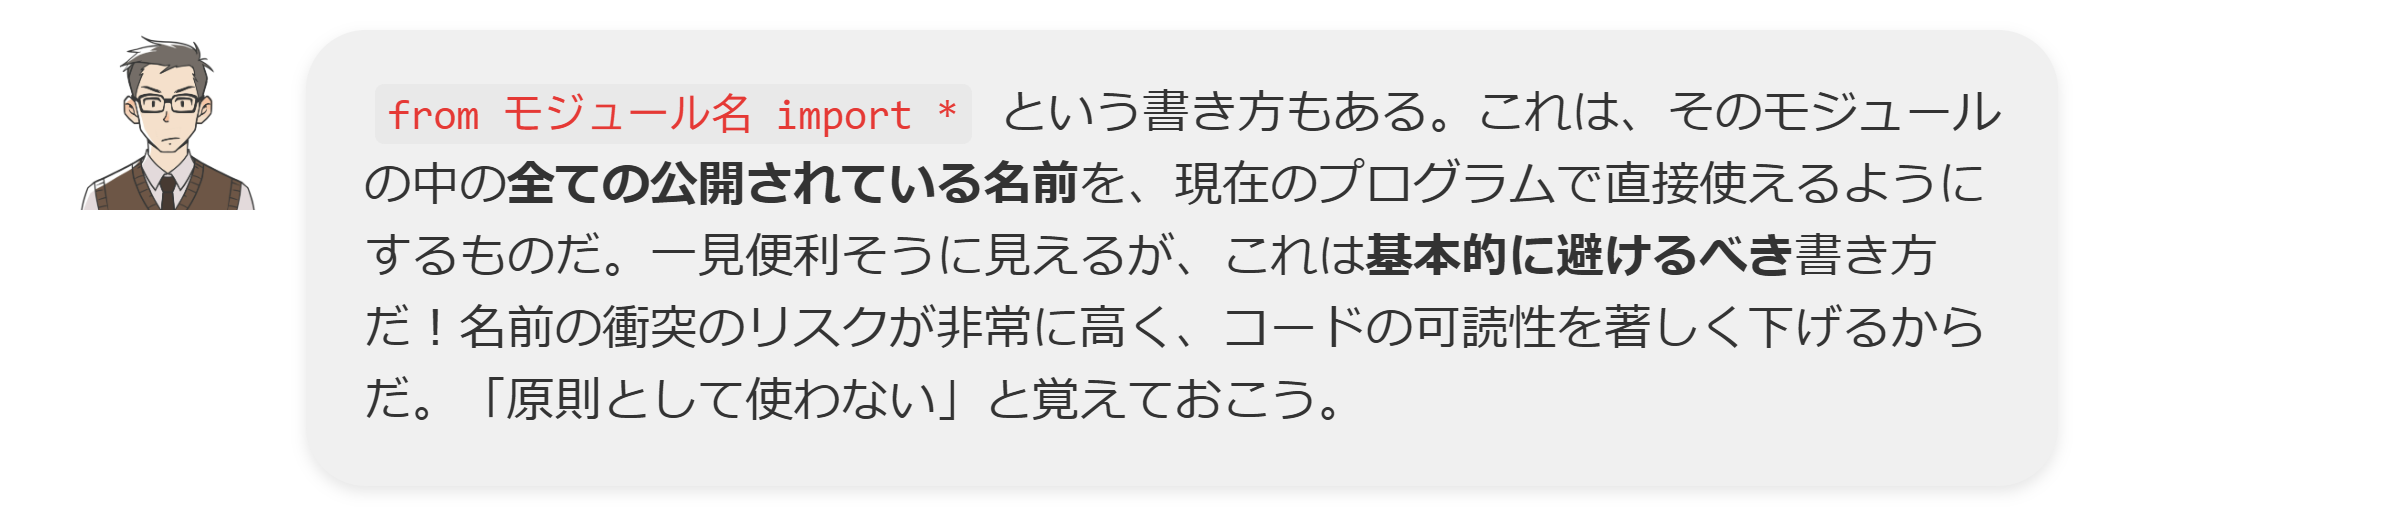 from モジュール名 import * という書き方もある。これは、そのモジュール
の中の全ての公開されている名前を、現在のプログラムで直接使えるように
するものだ。一見便利そうに見えるが、これは基本的に避けるべき書き方
だ！名前の衝突のリスクが非常に高く、コードの可読性を著しく下げるから
だ。「原則として使わない」と覚えておこう。